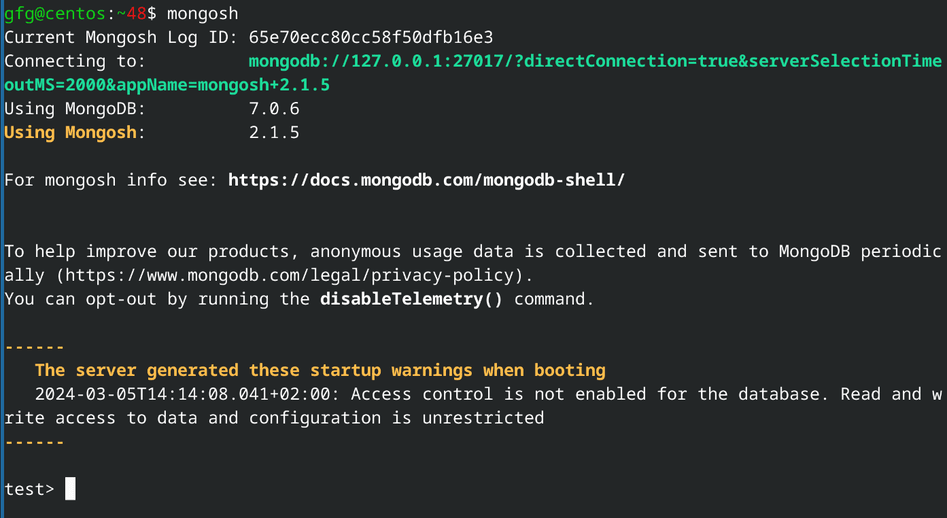 gfg@centos:~48$ mongosh
Current Mongosh Log ID: 65e70ecc80cc58f50dfb16e3
Connecting to:          mongodb://127.0.0.1:27017/?directConnection=true&serverSelectionTime
outMS=2000&appName=mongosh+2.1.5
Using MongoDB:          7.0.6
Using Mongosh:          2.1.5
For mongosh info see: https://docs.mongodb.com/mongodb-shell/
To help improve our products, anonymous usage data is collected and sent to MongoDB periodic
ally (https://www.mongodb.com/legal/privacy-policy).
You can opt-out by running the disableTelemetry() command.
------
   The server generated these startup warnings when booting
   2024-03-05T14:14:08.041+02:00: Access control is not enabled for the database. Read and w
rite access to data and configuration is unrestricted
------
test>